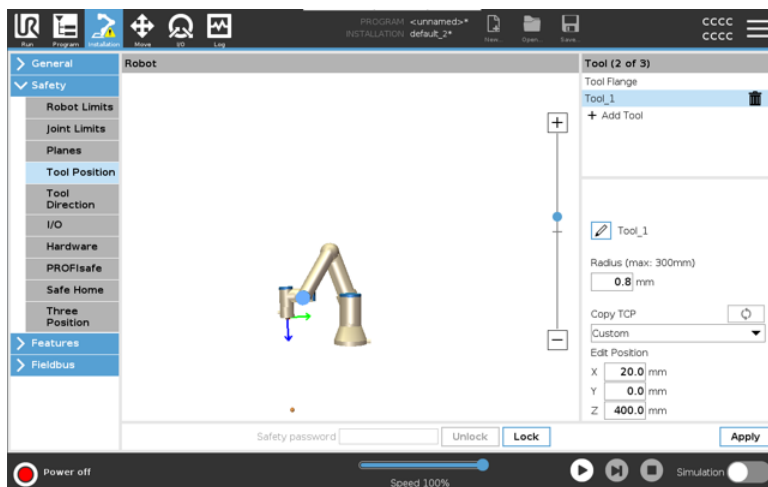 UR
PROGRAM <unnamed>*
INSTALLATION default_2*
CCCC
CCCC
Run
Program
Installation
Move
I/O
Log
New...
Open...
Save...
General
Safety
Robot Limits
Joint Limits
Planes
Tool Position
Tool
Direction
I/O
Hardware
PROFIsafe
Safe Home
Three
Position
Features
Fieldbus
Robot
Tool (2 of 3)
Tool Flange
Tool_1
+ Add Tool
Tool_1
Radius (max: 300mm)
0.8 mm
Copy TCP
Custom
Edit Position
X 20.0 mm
Y 0.0 mm
Z 400.0 mm
Safety password
Unlock
Lock
Apply
Power off
Speed 100%
Simulation